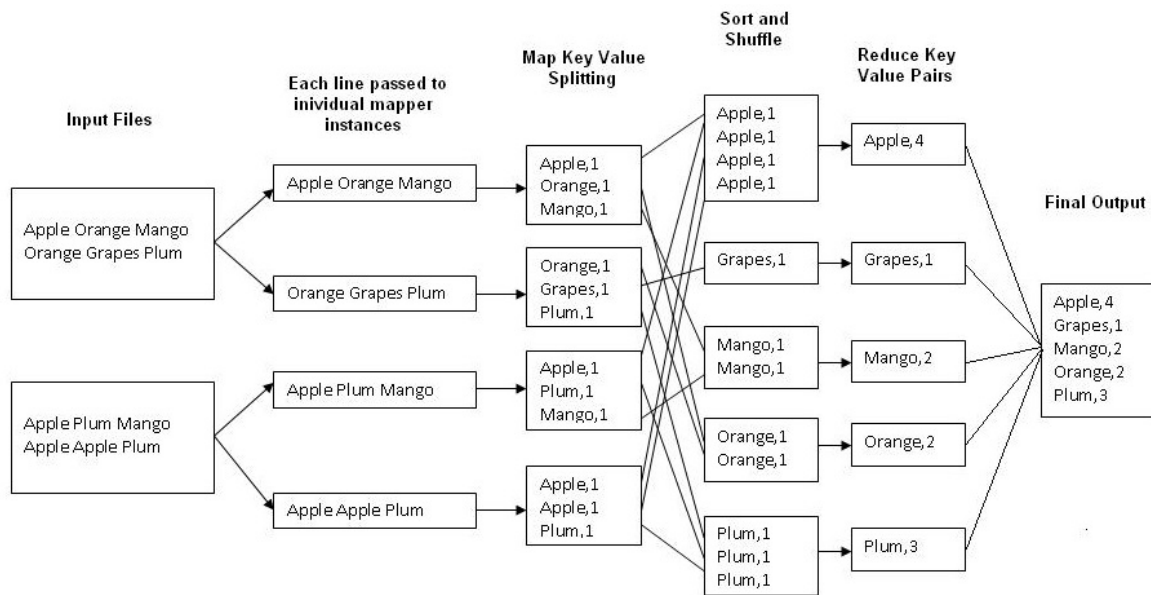 Input Files
Each line passed to
inividual mapper
instances
Map Key Value
Splitting
Sort and
Shuffle
Reduce Key
Value Pairs
Final Output
Apple Orange Mango
Orange Grapes Plum
Apple Plum Mango
Apple Apple Plum
Apple Orange Mango
Orange Grapes Plum
Apple Plum Mango
Apple Apple Plum
Apple,1
Orange,1
Mango,1
Orange,1
Grapes,1
Plum,1
Apple,1
Plum,1
Mango,1
Apple,1
Apple,1
Plum,1
Apple,1
Apple,1
Apple,1
Apple,1
Grapes,1
Mango,1
Mango,1
Orange,1
Orange,1
Plum,1
Plum,1
Plum,1
Apple,4
Grapes,1
Mango,2
Orange,2
Plum,3
Apple,4
Grapes,1
Mango,2
Orange,2
Plum,3